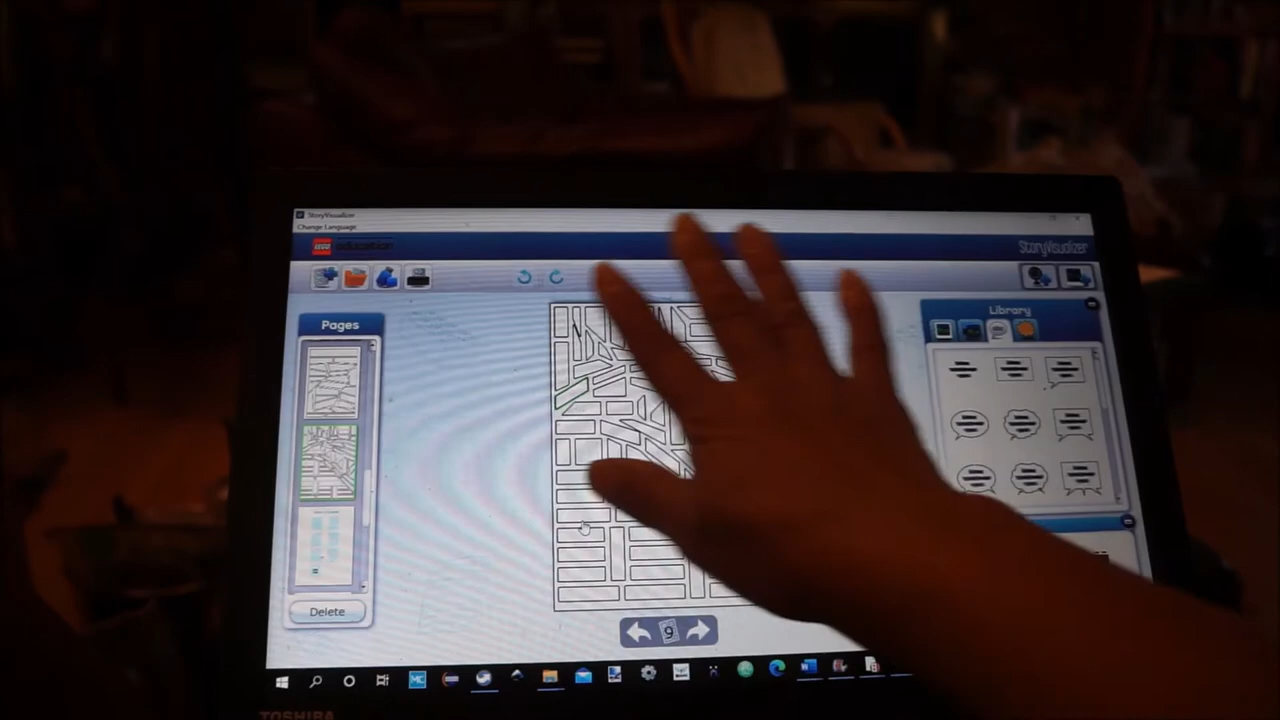 StoryVisualizer
Change Language
education
StoryVisualizer
Pages
Library
Delete
9
TOSHIBA